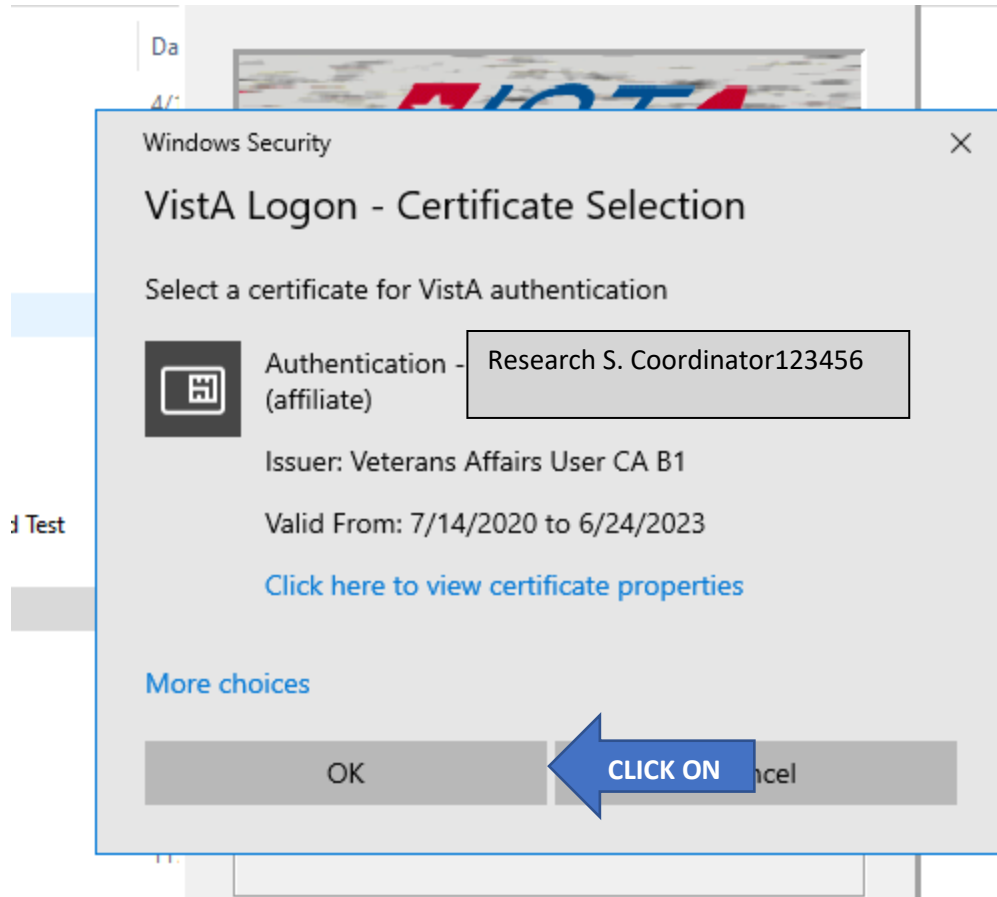 Da
4/
VISTA
Windows Security
VistA Logon - Certificate Selection
Select a certificate for VistA authentication
Authentication - Research S. Coordinator123456
(affiliate)
Issuer: Veterans Affairs User CA B1
Valid From: 7/14/2020 to 6/24/2023
d Test
Click here to view certificate properties
More choices
OK
CLICK ON
ncel